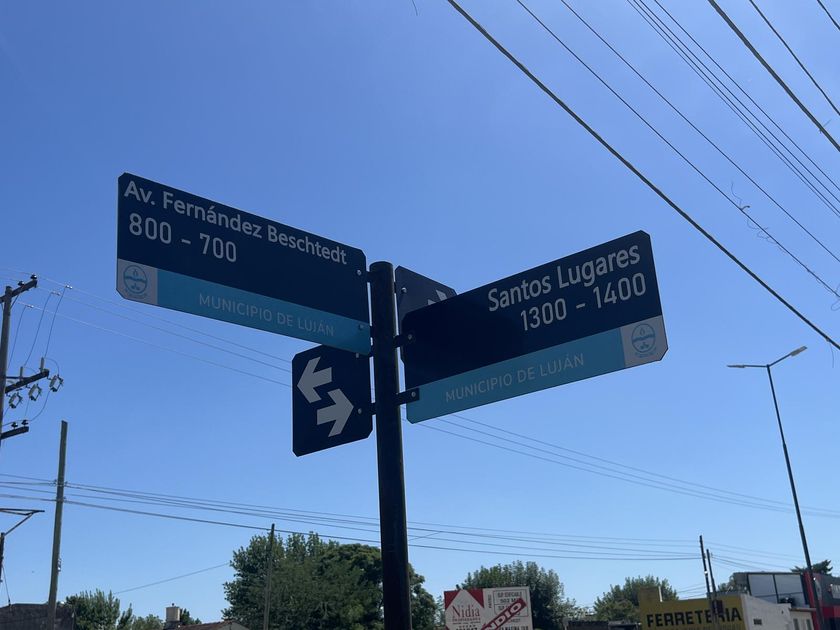 Av. Fernández Beschtedt
800 - 700
MUNICIPIO DE LUJÁN
Santos Lugares
1300 - 1400
MUNICIPIO DE LUJÁN
Nidia
FERRETERIA